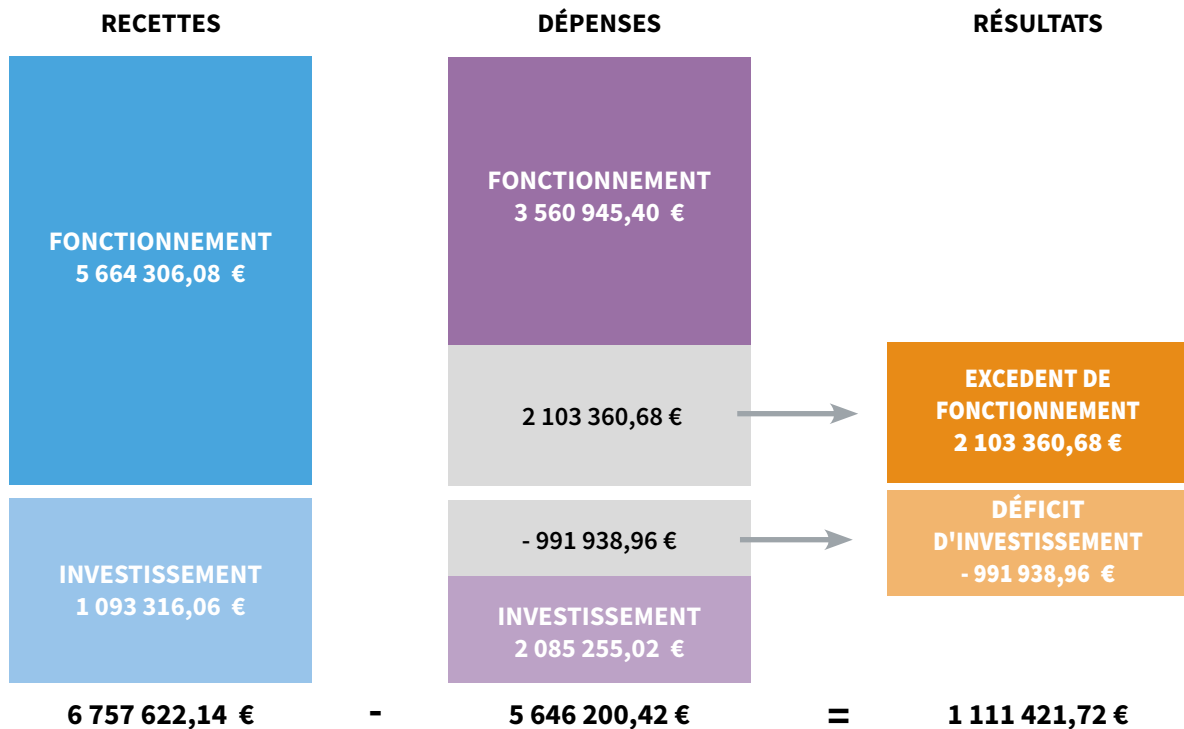 RECETTES
DÉPENSES
RÉSULTATS
FONCTIONNEMENT
5 664 306,08 €
INVESTISSEMENT
1 093 316,06 €
FONCTIONNEMENT
3 560 945,40 €
2 103 360,68 €
- 991 938,96 €
INVESTISSEMENT
2 085 255,02 €
EXCEDENT DE
FONCTIONNEMENT
2 103 360,68 €
DÉFICIT
D'INVESTISSEMENT
- 991 938,96 €
6 757 622,14 € - 5 646 200,42 € = 1 111 421,72 €